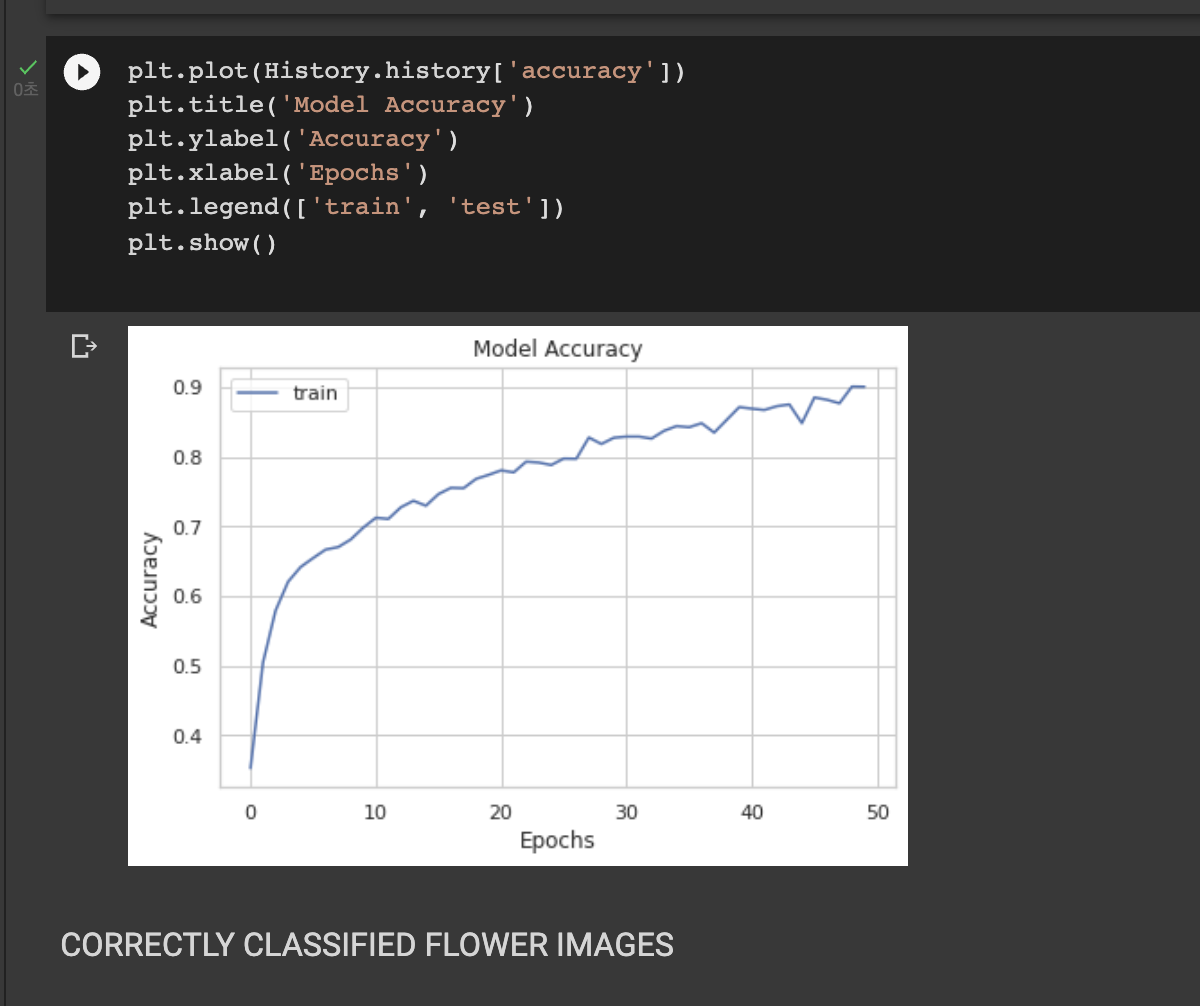 0초
plt.plot(History.history['accuracy'])
plt.title('Model Accuracy')
plt.ylabel('Accuracy')
plt.xlabel('Epochs')
plt.legend(['train', 'test'])
plt.show()
Model Accuracy
train
0.9
0.8
0.7
0.6
0.5
0.4
Accuracy
0 10 20 30 40 50
Epochs
CORRECTLY CLASSIFIED FLOWER IMAGES